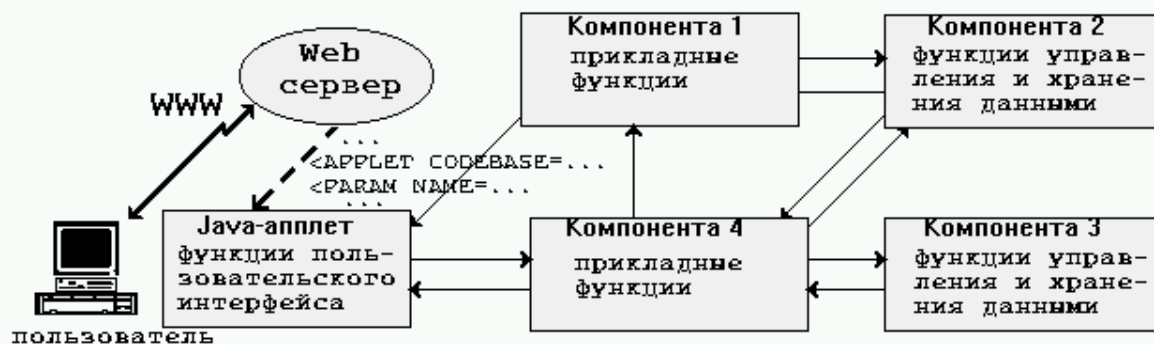 Web
сервер
WWW
...
<APPLET CODEBASE=...
<PARAM NAME=...
...
Компонента 1
прикладные
функции
Компонента 2
функции управ-
ления и хране-
ния данными
Java-апплет
функции поль-
зовательского
интерфейса
Компонента 4
прикладные
функции
Компонента 3
функции управ-
ления и хране-
ния данными
пользователь